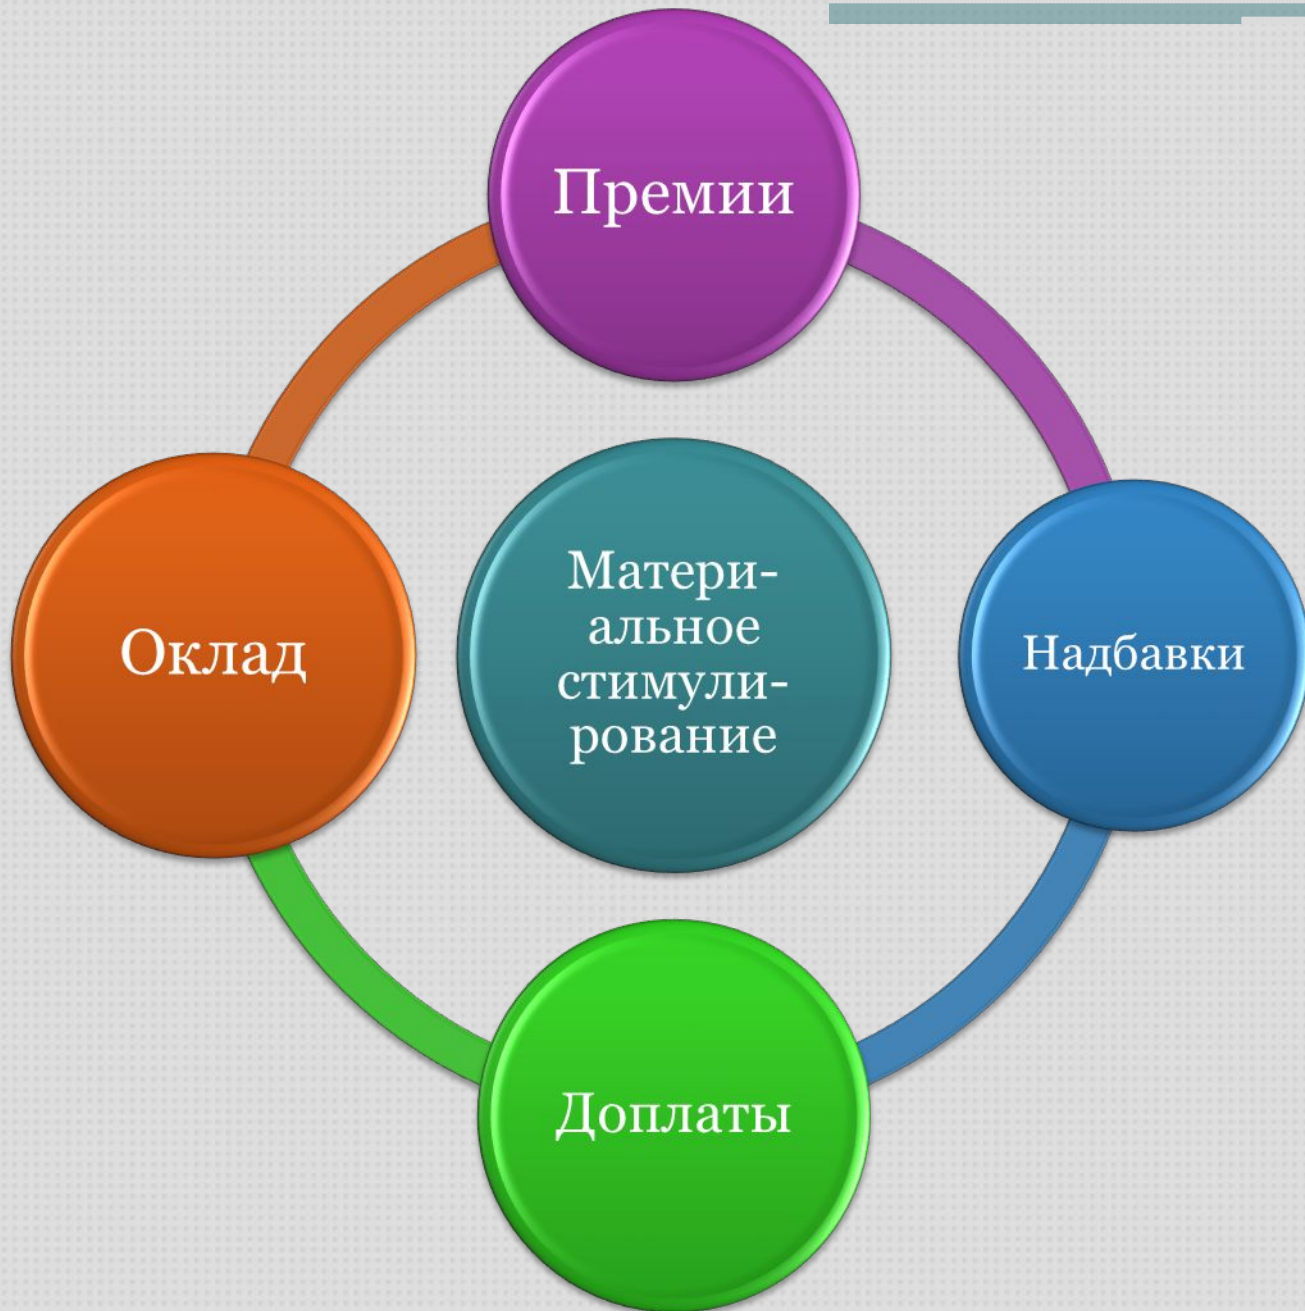 Премии
Оклад
Матери-
альное
стимули-
рование
Надбавки
Доплаты